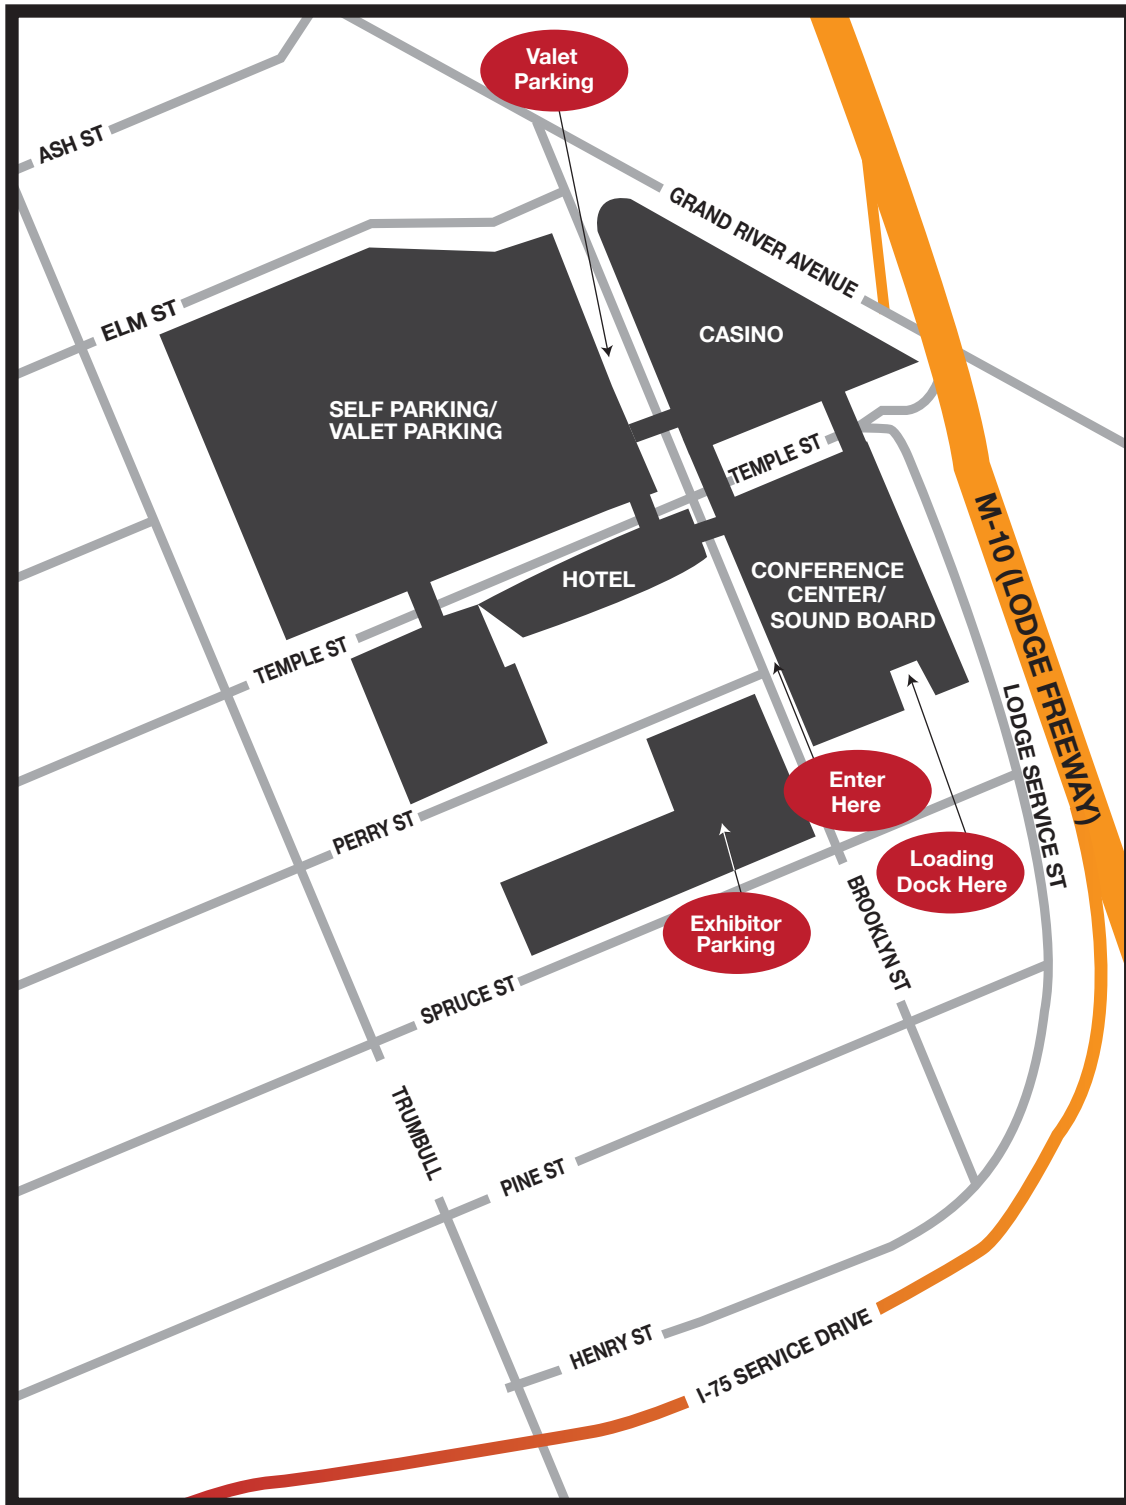 Valet
Parking
ASH ST
GRAND RIVER AVENUE
ELM ST
CASINO
SELF PARKING/
VALET PARKING
TEMPLE ST
M-10 (LODGE FREEWAY)
HOTEL
CONFERENCE
CENTER/
SOUND BOARD
TEMPLE ST
LODGE SERVICE ST
Enter
Here
PERRY ST
Loading
Dock Here
BROOKLYN ST
Exhibitor
Parking
SPRUCE ST
TRUMBULL
PINE ST
HENRY ST
I-75 SERVICE DRIVE